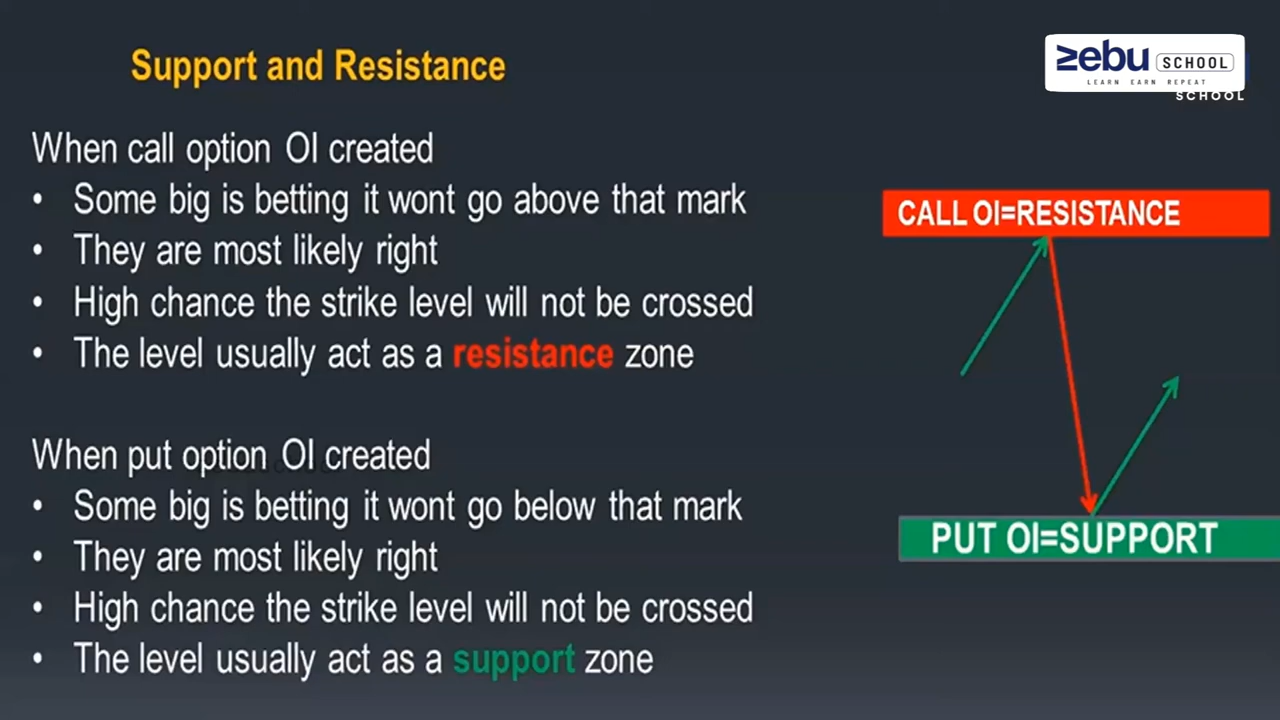 Support and Resistance
zebu SCHOOL
LEARN EARN REPEAT
SCHOOL
When call option OI created
• Some big is betting it wont go above that mark
• They are most likely right
• High chance the strike level will not be crossed
• The level usually act as a resistance zone
CALL OI=RESISTANCE
When put option OI created
• Some big is betting it wont go below that mark
• They are most likely right
• High chance the strike level will not be crossed
• The level usually act as a support zone
PUT OI=SUPPORT